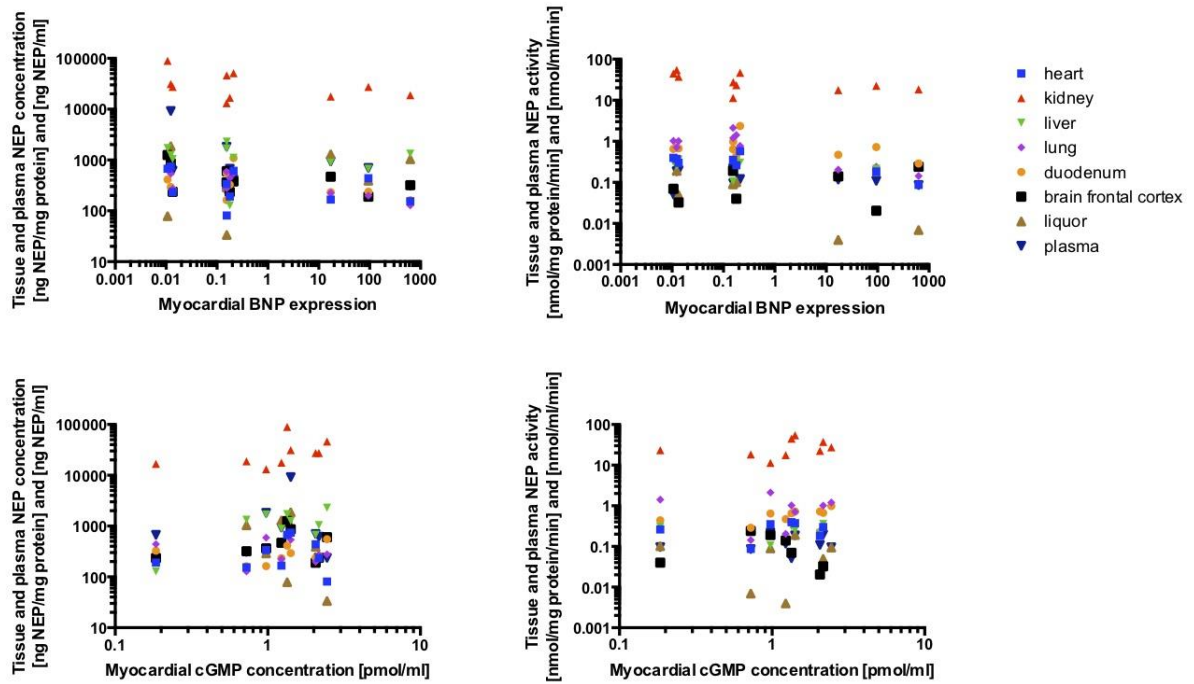 Tissue and plasma NEP concentration
[ng NEP/mg protein] and [ng NEP/ml]
100000
10000
1000
100
10
0.001 0.01 0.1 1 10 100 1000
Myocardial BNP expression
Tissue and plasma NEP activity
[nmol/mg protein/min] and [nmol/ml/min]
100
10
1
0.1
0.01
0.001
0.001 0.01 0.1 1 10 100 1000
Myocardial BNP expression
heart
kidney
liver
lung
duodenum
brain frontal cortex
liquor
plasma
Tissue and plasma NEP concentration
[ng NEP/mg protein] and [ng NEP/ml]
100000
10000
1000
100
10
0.1 1 10
Myocardial cGMP concentration [pmol/ml]
Tissue and plasma NEP activity
[nmol/mg protein/min] and [nmol/ml/min]
100
10
1
0.1
0.01
0.001
0.1 1 10
Myocardial cGMP concentration [pmol/ml]